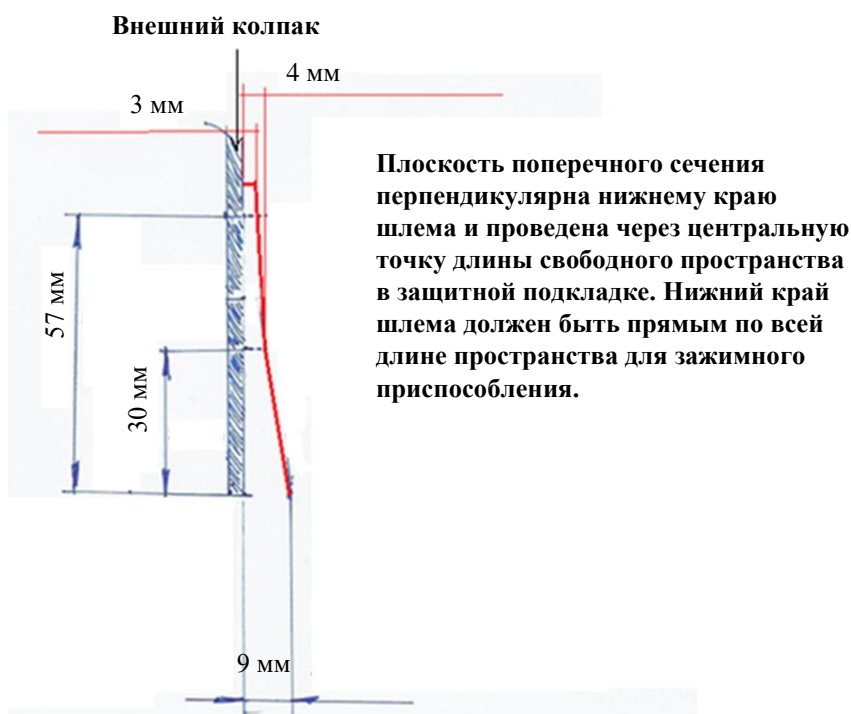 Внешний колпак
4 мм
3 мм
Плоскость поперечного сечения
перпендикулярна нижнему краю
шлема и проведена через центральную
точку длины свободного пространства
в защитной подкладке. Нижний край
шлема должен быть прямым по всей
длине пространства для зажимного
приспособления.
57 мм
30 мм
9 мм